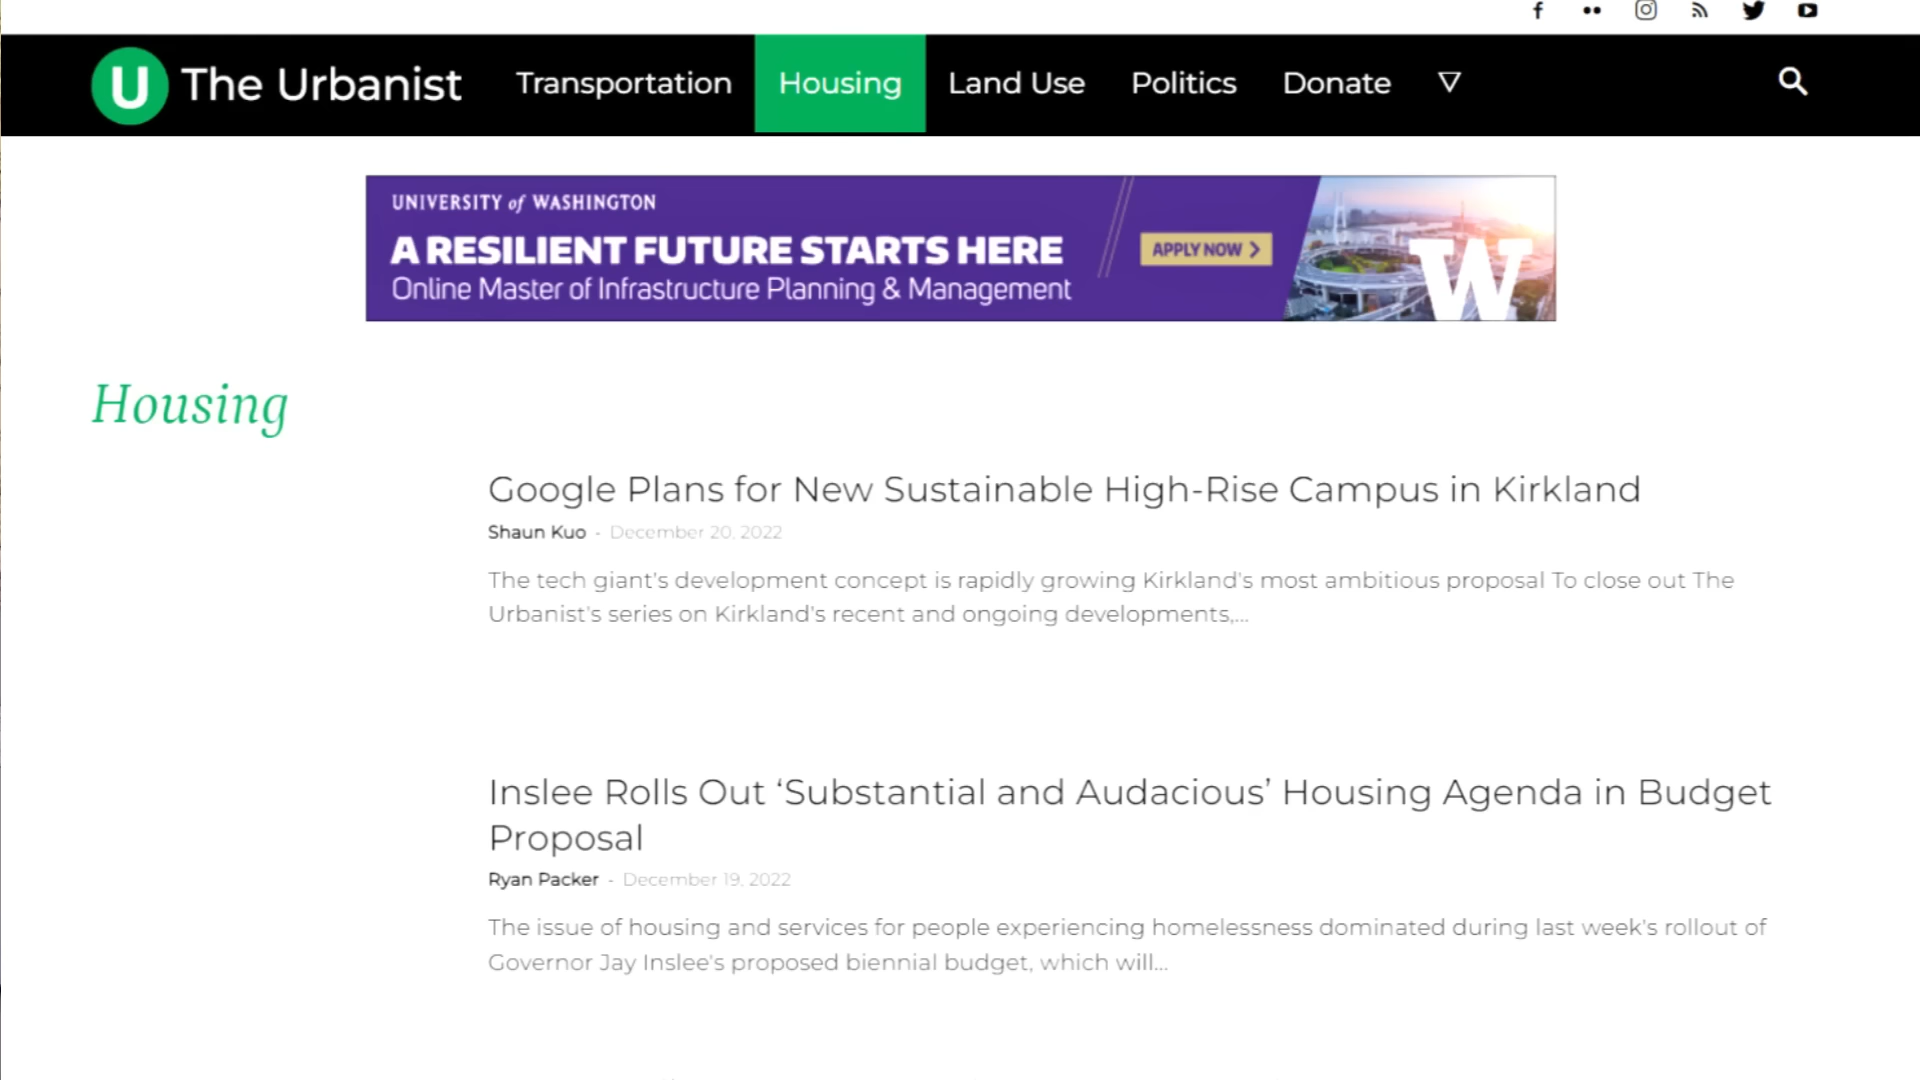 The Urbanist Transportation Housing Land Use Politics Donate
UNIVERSITY of WASHINGTON
A RESILIENT FUTURE STARTS HERE
Online Master of Infrastructure Planning & Management
APPLY NOW
W
Housing
Google Plans for New Sustainable High-Rise Campus in Kirkland
Shaun Kuo - December 20, 2022
The tech giant's development concept is rapidly growing Kirkland's most ambitious proposal To close out The
Urbanist's series on Kirkland's recent and ongoing developments,...
Inslee Rolls Out ‘Substantial and Audacious’ Housing Agenda in Budget
Proposal
Ryan Packer - December 19, 2022
The issue of housing and services for people experiencing homelessness dominated during last week's rollout of
Governor Jay Inslee's proposed biennial budget, which will...